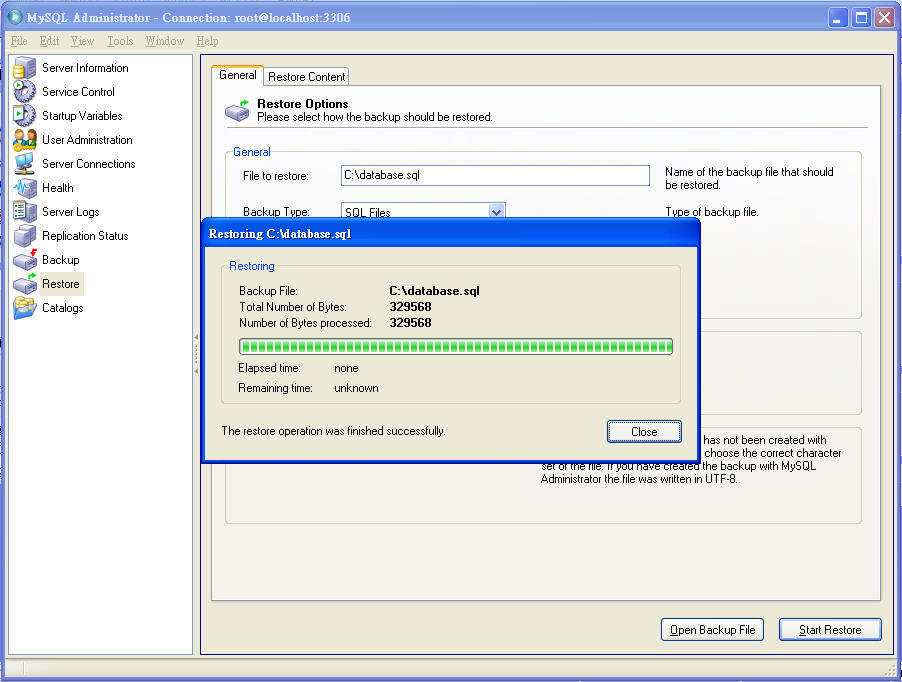 MySQL Administrator - Connection: root@localhost:3306
File Edit View Tools Window Help
Server Information
Service Control
Startup Variables
User Administration
Server Connections
Health
Server Logs
Replication Status
Backup
Restore
Catalogs
General Restore Content
Restore Options
Please select how the backup should be restored.
General
File to restore: C:\database.sql Name of the backup file that should
be restored.
Backup Type: SQL Files Type of backup file.
Restoring C:\database.sql
Restoring
Backup File: C:\database.sql
Total Number of Bytes: 329568
Number of Bytes processed: 329568
Elapsed time: none
Remaining time: unknown
The restore operation was finished successfully. Close
has not been created with
choose the correct character
set of the file. If you have created the backup with MySQL
Administrator the file was written in UTF-8.
Open Backup File Start Restore